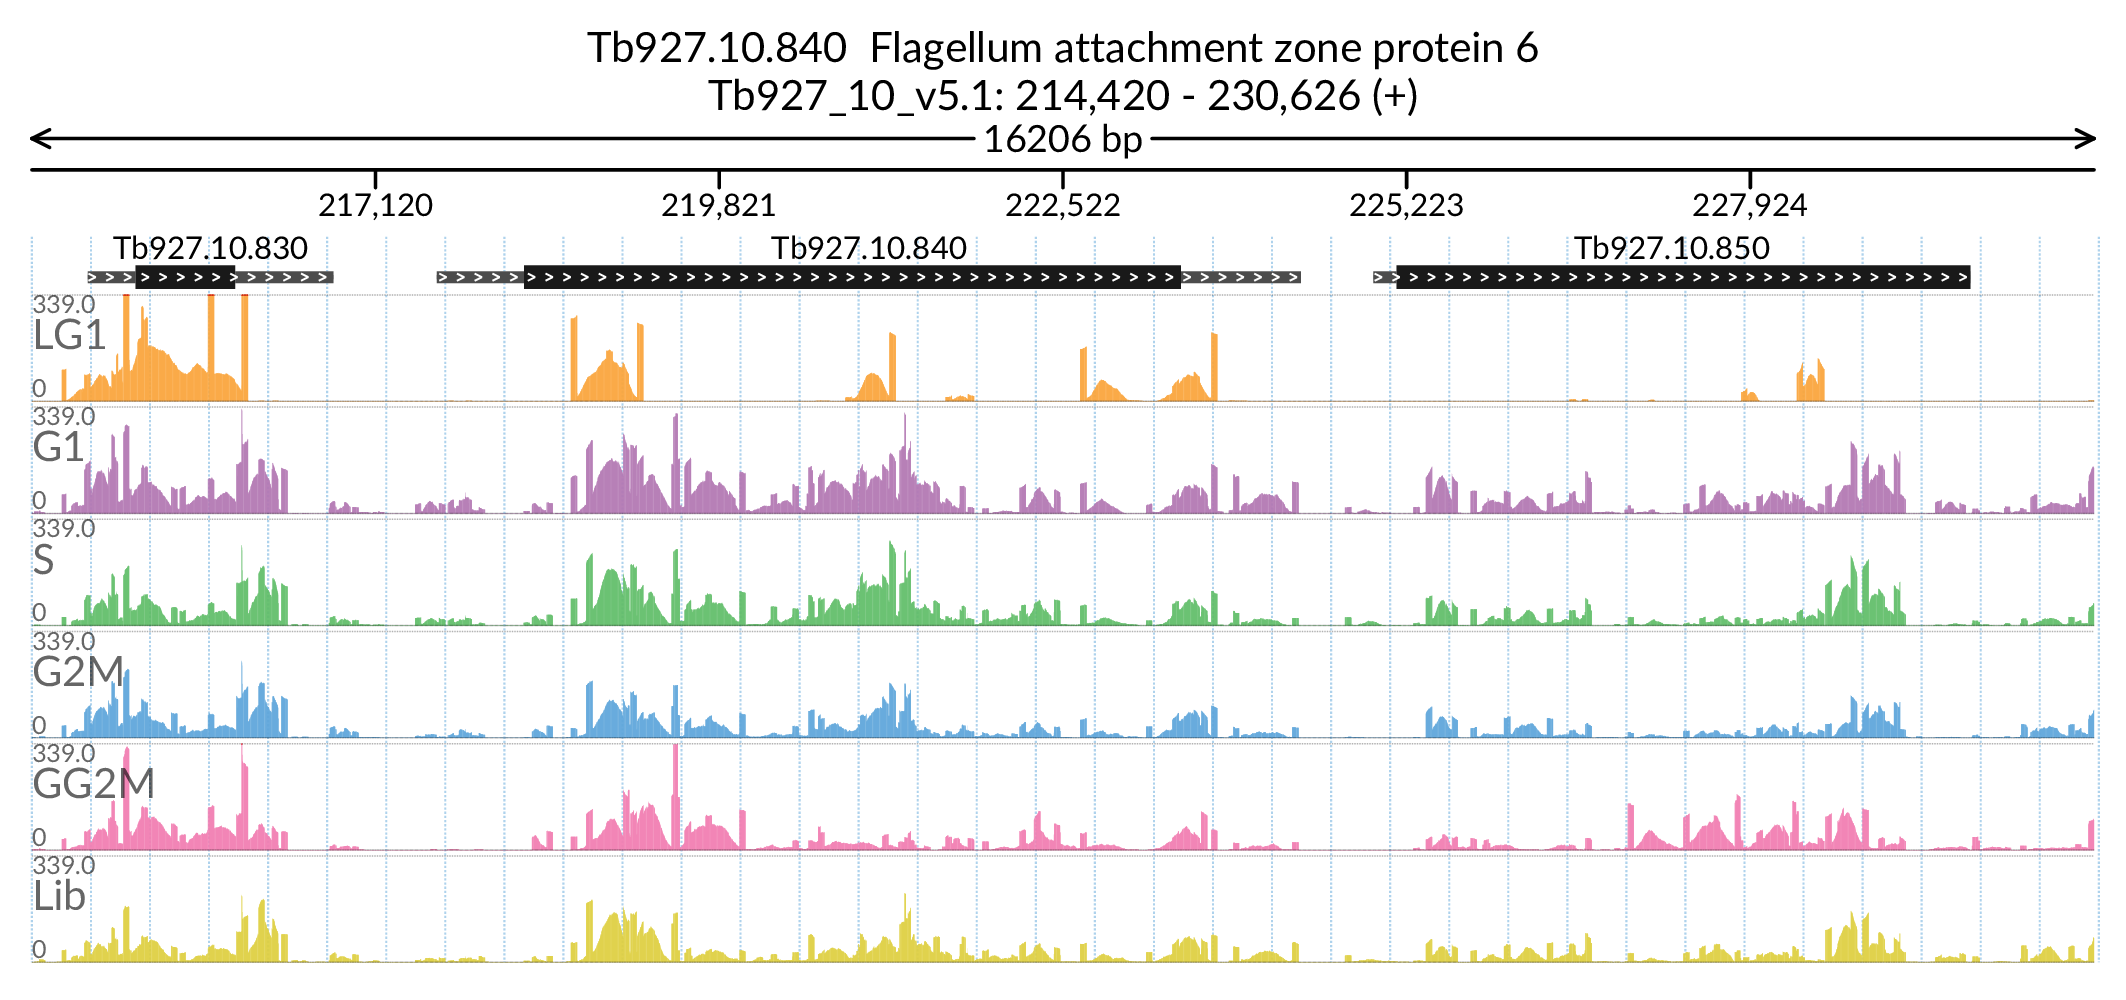 Tb927.10.840  Flagellum attachment zone protein 6
Tb927_10_v5.1: 214,420 - 230,626 (+)
16206 bp
217,120 219,821 222,522 225,223 227,924
Tb927.10.830 Tb927.10.840 Tb927.10.850
339.0
LG1
0
339.0
G1
0
339.0
S
0
339.0
G2M
0
339.0
GG2M
0
339.0
Lib
0